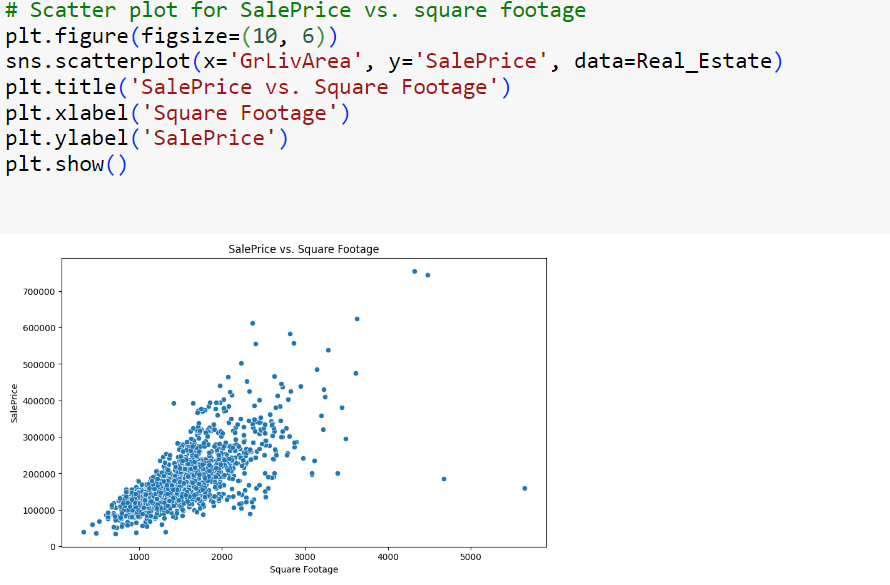 # Scatter plot for SalePrice vs. square footage
plt.figure(figsize=(10, 6))
sns.scatterplot(x='GrLivArea', y='SalePrice', data=Real_Estate)
plt.title('SalePrice vs. Square Footage')
plt.xlabel('Square Footage')
plt.ylabel('SalePrice')
plt.show()
SalePrice vs. Square Footage
700000
600000
500000
400000
300000
200000
100000
0
SalePrice
1000 2000 3000 4000 5000
Square Footage